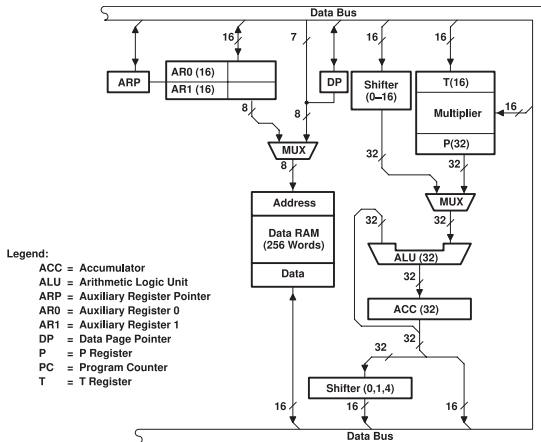 Data Bus
16
16
7
16
16
ARP
AR0 (16)
AR1 (16)
DP
Shifter
(0–16)
T(16)
Multiplier
P(32)
16
8
8
MUX
8
32
32
MUX
Address
Data RAM
(256 Words)
Data
32
32
ALU (32)
32
ACC (32)
32
32
32
Shifter (0,1,4)
16
16
16
Data Bus
Legend:
ACC = Accumulator
ALU = Arithmetic Logic Unit
ARP = Auxiliary Register Pointer
AR0 = Auxiliary Register 0
AR1 = Auxiliary Register 1
DP = Data Page Pointer
P = P Register
PC = Program Counter
T = T Register